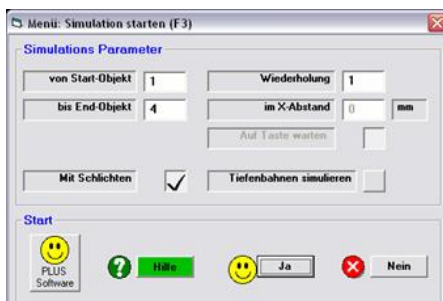 Menü: Simulation starten (F3)
Simulations Parameter
von Start-Objekt 1 Wiederholung 1
bis End-Objekt 4 im X-Abstand 0 mm
Auf Taste warten
Mit Schlichten Tiefenbahnen simulieren
Start
PLUS
Software
? Hilfe Ja Nein